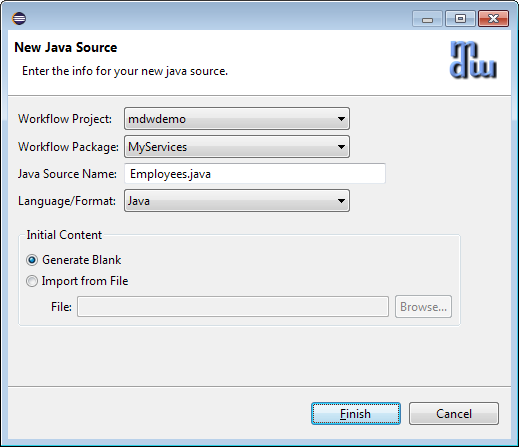 New Java Source
Enter the info for your new java source.
mdw
Workflow Project: mdwdemo
Workflow Package: MyServices
Java Source Name: Employees.java
Language/Format: Java
Initial Content
Generate Blank
Import from File
File: Browse...
Finish Cancel